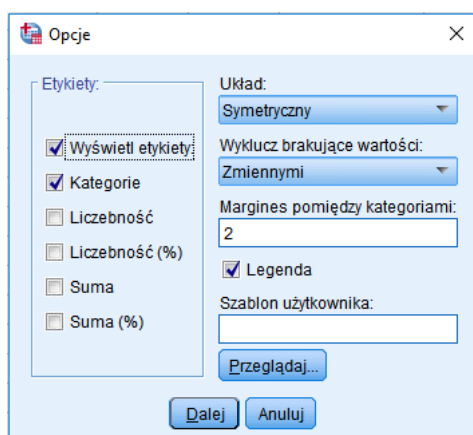 Opcje
Etykiety:
Wyświetl etykiety
Kategorie
Liczebność
Liczebność (%)
Suma
Suma (%)
Układ:
Symetryczny
Wyklucz brakujące wartości:
Zmiennymi
Margines pomiędzy kategoriami:
2
Legenda
Szablon użytkownika:
Przeglądaj...
Dalej
Anuluj